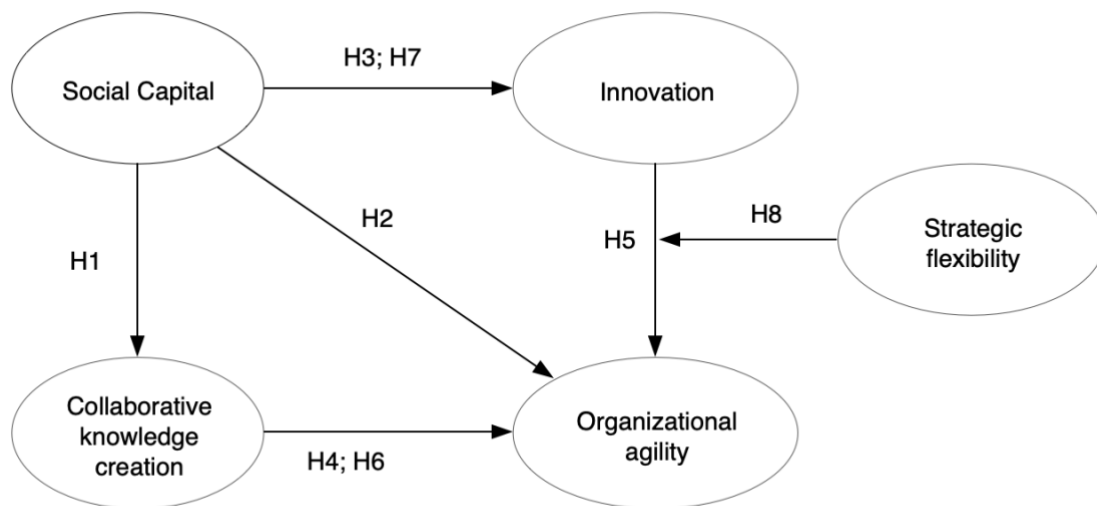 H3; H7
Social Capital
Innovation
H2
H8
Strategic
flexibility
H1
H5
Collaborative
knowledge
creation
Organizational
agility
H4; H6